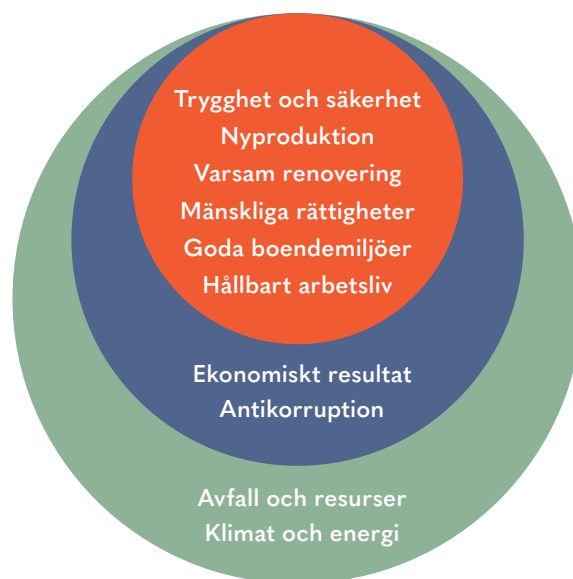 Trygghet och säkerhet
Nyproduktion
Varsam renovering
Mänskliga rättigheter
Goda boendemiljöer
Hållbart arbetsliv
Ekonomiskt resultat
Antikorruption
Avfall och resurser
Klimat och energi